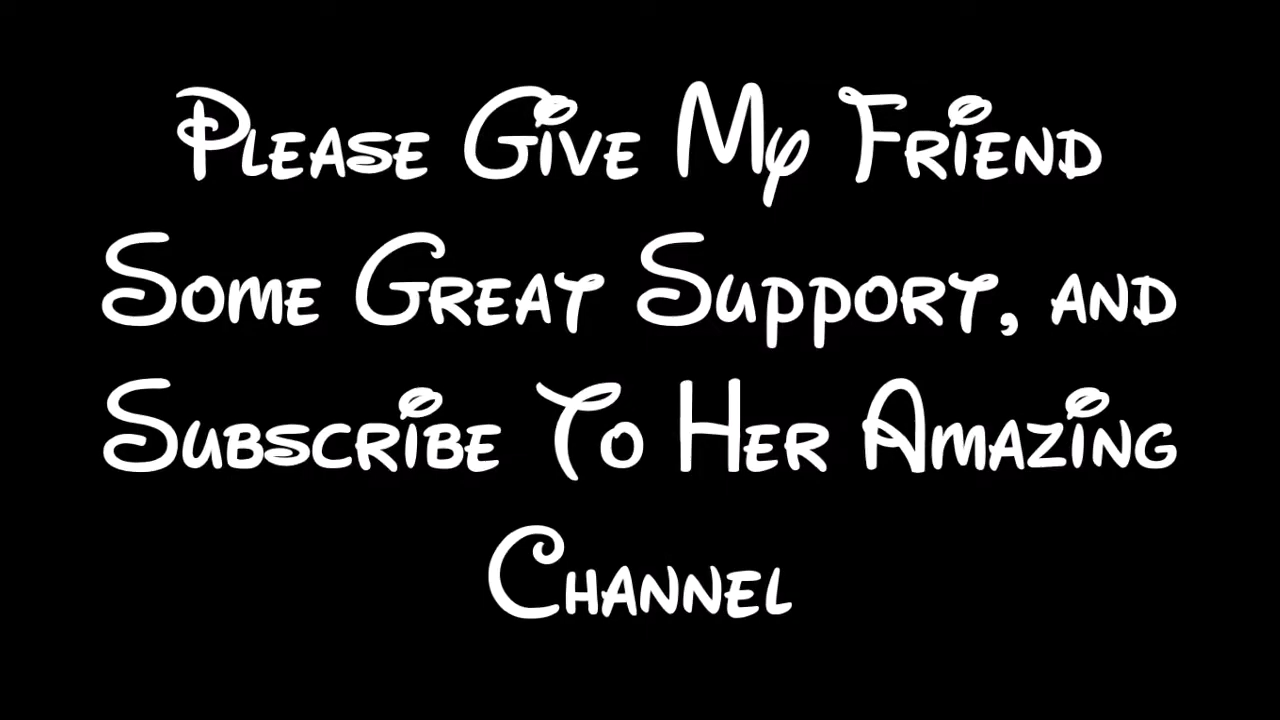 Please Give My Friend
Some Great Support, and
Subscribe To Her Amazing
Channel